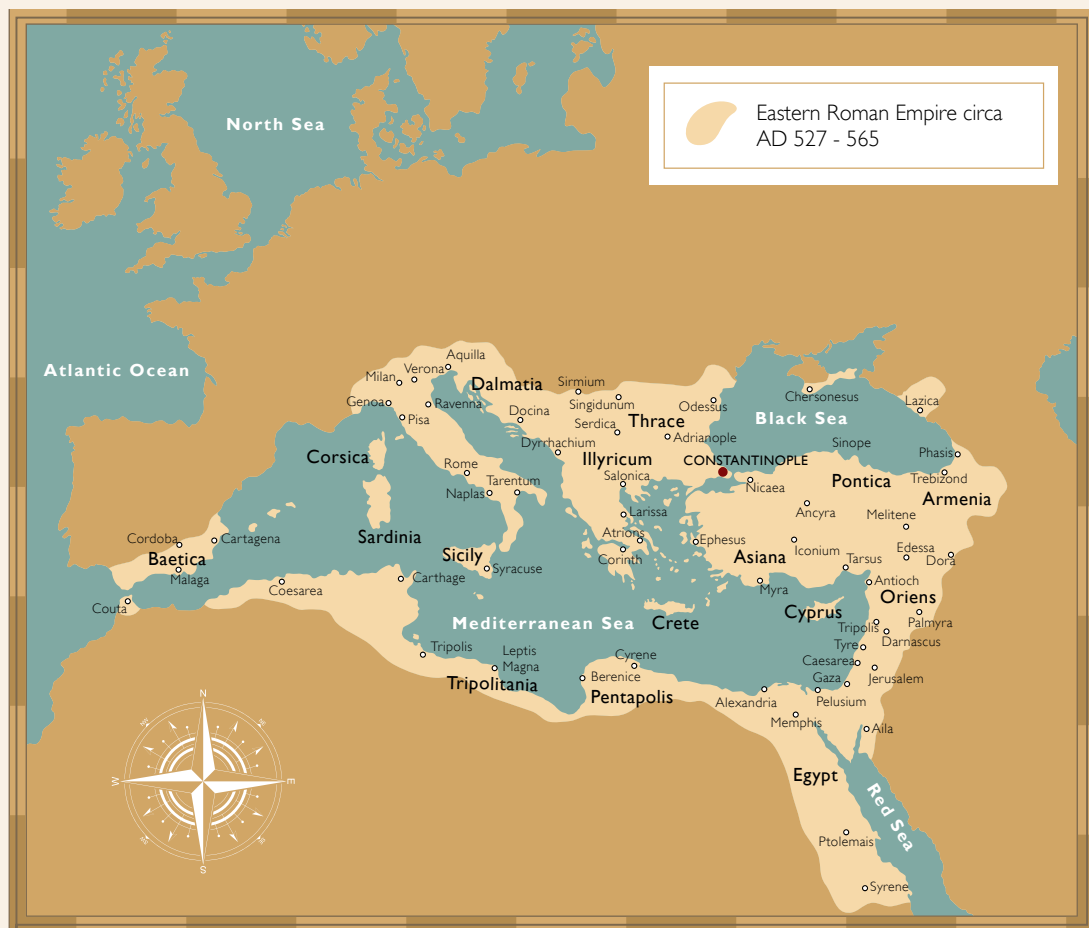 North Sea
Eastern Roman Empire circa
AD 527 - 565
Atlantic Ocean
Aquilla
Verona
Milan
Dalmatia
Sirmium
Genoa
Ravenna
Singidunum
Odessus
Chersonesus
Lazica
Pisa
Docina
Thrace
Black Sea
Serdica
Adrianople
Dyrrhachium
Sinope
Corsica
Rome
Illyricum
CONSTANTINOPLE
Phasis
Salonica
Tarentum
Nicaea
Pontica
Trebizond
Naplas
Armenia
Larissa
Ancyra
Melitene
Sardinia
Atrions
Ephesus
Cordoba
Cartagena
Baetica
Sicily
Corinth
Asiana
Iconium
Edessa
Tarsus
Dora
Syracuse
Malaga
Carthage
Coesarea
Myra
Antioch
Oriens
Couta
Cyprus
Palmyra
Mediterranean Sea
Crete
Tripolis
Darnascus
Tripolis
Leptis
Magna
Tyre
Cyrene
Caesarea
Berenice
Gaza
Jerusalem
Tripolitania
Pentapolis
Alexandria
Pelusium
Memphis
Aila
N
W
E
S
Egypt
Red Sea
Ptolemais
Syrene